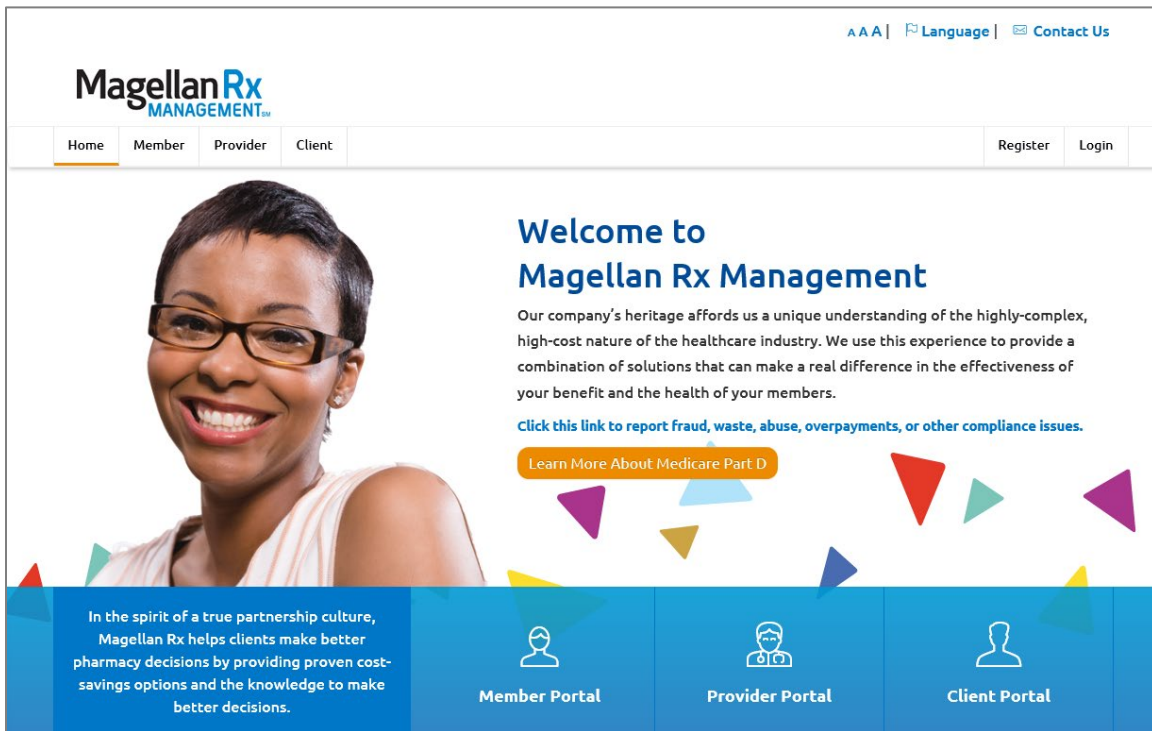 A A A | Language | Contact Us
Magellan Rx
MANAGEMENT℠
Home Member Provider Client Register Login
Welcome to
Magellan Rx Management
Our company's heritage affords us a unique understanding of the highly-complex,
high-cost nature of the healthcare industry. We use this experience to provide a
combination of solutions that can make a real difference in the effectiveness of
your benefit and the health of your members.
Click this link to report fraud, waste, abuse, overpayments, or other compliance issues.
Learn More About Medicare Part D
In the spirit of a true partnership culture,
Magellan Rx helps clients make better
pharmacy decisions by providing proven cost-
savings options and the knowledge to make
better decisions.
Member Portal
Provider Portal
Client Portal